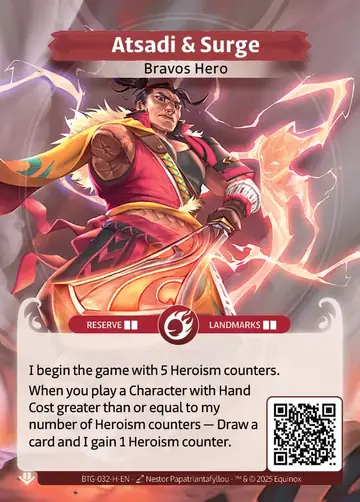 Atsadi & Surge
Bravos Hero
RESERVE
LANDMARKS
I begin the game with 5 Heroism counters.
When you play a Character with Hand
Cost greater than or equal to my
number of Heroism counters — Draw a
card and I gain 1 Heroism counter.
BTG-032-H-EN - Nestor Papatriantafyllou - ™ & © 2025 Equinox